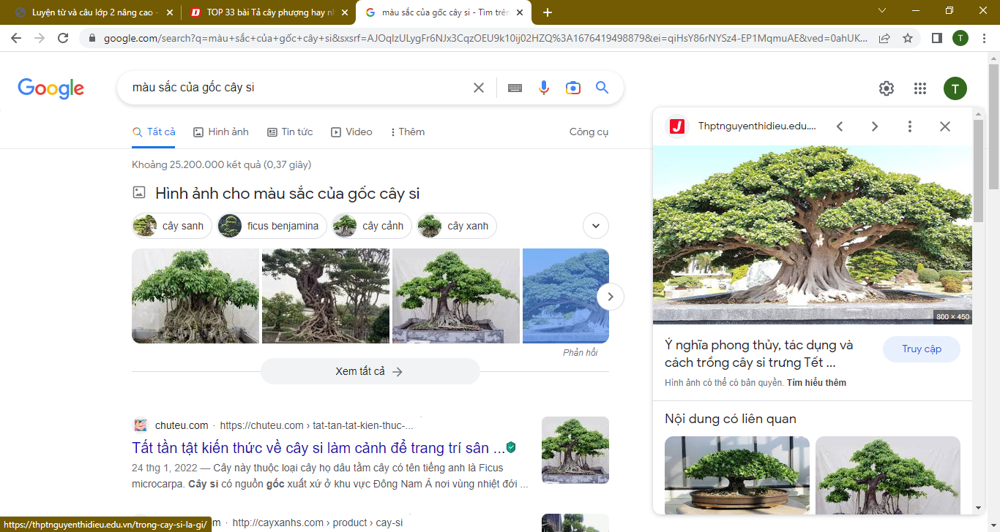 Luyện từ và câu lớp 2 nâng cao -
TOP 33 bài Tả cây phượng hay nh
màu sắc của gốc cây si - Tìm trên
google.com/search?q=màu+sắc+của+gốc+cây+si&sxsrf=AJOqlzULygFr6NJx3CqzOEU9k10ij02HZQ%3A1676419498879&ei=qiHsY86rNYSz4-EP1MqmuAE&ved=0ahUK...
T
Google
màu sắc của gốc cây si
T
Tất cả
Hình ảnh
Tin tức
Video
Thêm
Công cụ
Khoảng 25.200.000 kết quả (0,37 giây)
Hình ảnh cho màu sắc của gốc cây si
cây sanh
ficus benjamina
cây cảnh
cây xanh
Phản hồi
Xem tất cả
chuteu.com · https://chuteu.com › tat-tan-tat-kien-thuc-...
Tất tần tật kiến thức về cây si làm cảnh để trang trí sân ...
24 thg 1, 2022 — Cây này thuộc loại cây họ dâu tằm cây có tên tiếng anh là Ficus
microcarpa. Cây si có nguồn gốc xuất xứ ở khu vực Đông Nam Á nơi vùng nhiệt đới ...
m · http://cayxanhs.com › product › cay-si
https://thptnguyenthidieu.edu.vn/trong-cay-si-la-gi/
J
Thptnguyenthidieu.edu....
800 × 450
Ý nghĩa phong thủy, tác dụng và
cách trồng cây si trưng Tết ...
Truy cập
Hình ảnh có thể có bản quyền. Tìm hiểu thêm
Nội dung có liên quan